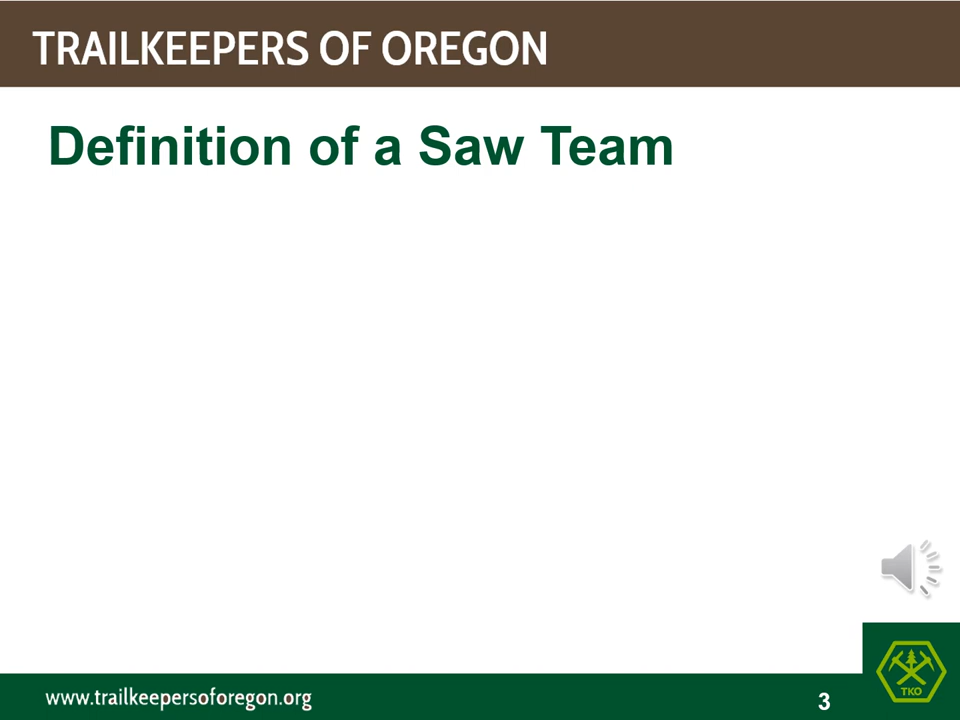 TRAILKEEPERS OF OREGON
Definition of a Saw Team
TKO
www.trailkeepersoforegon.org
3